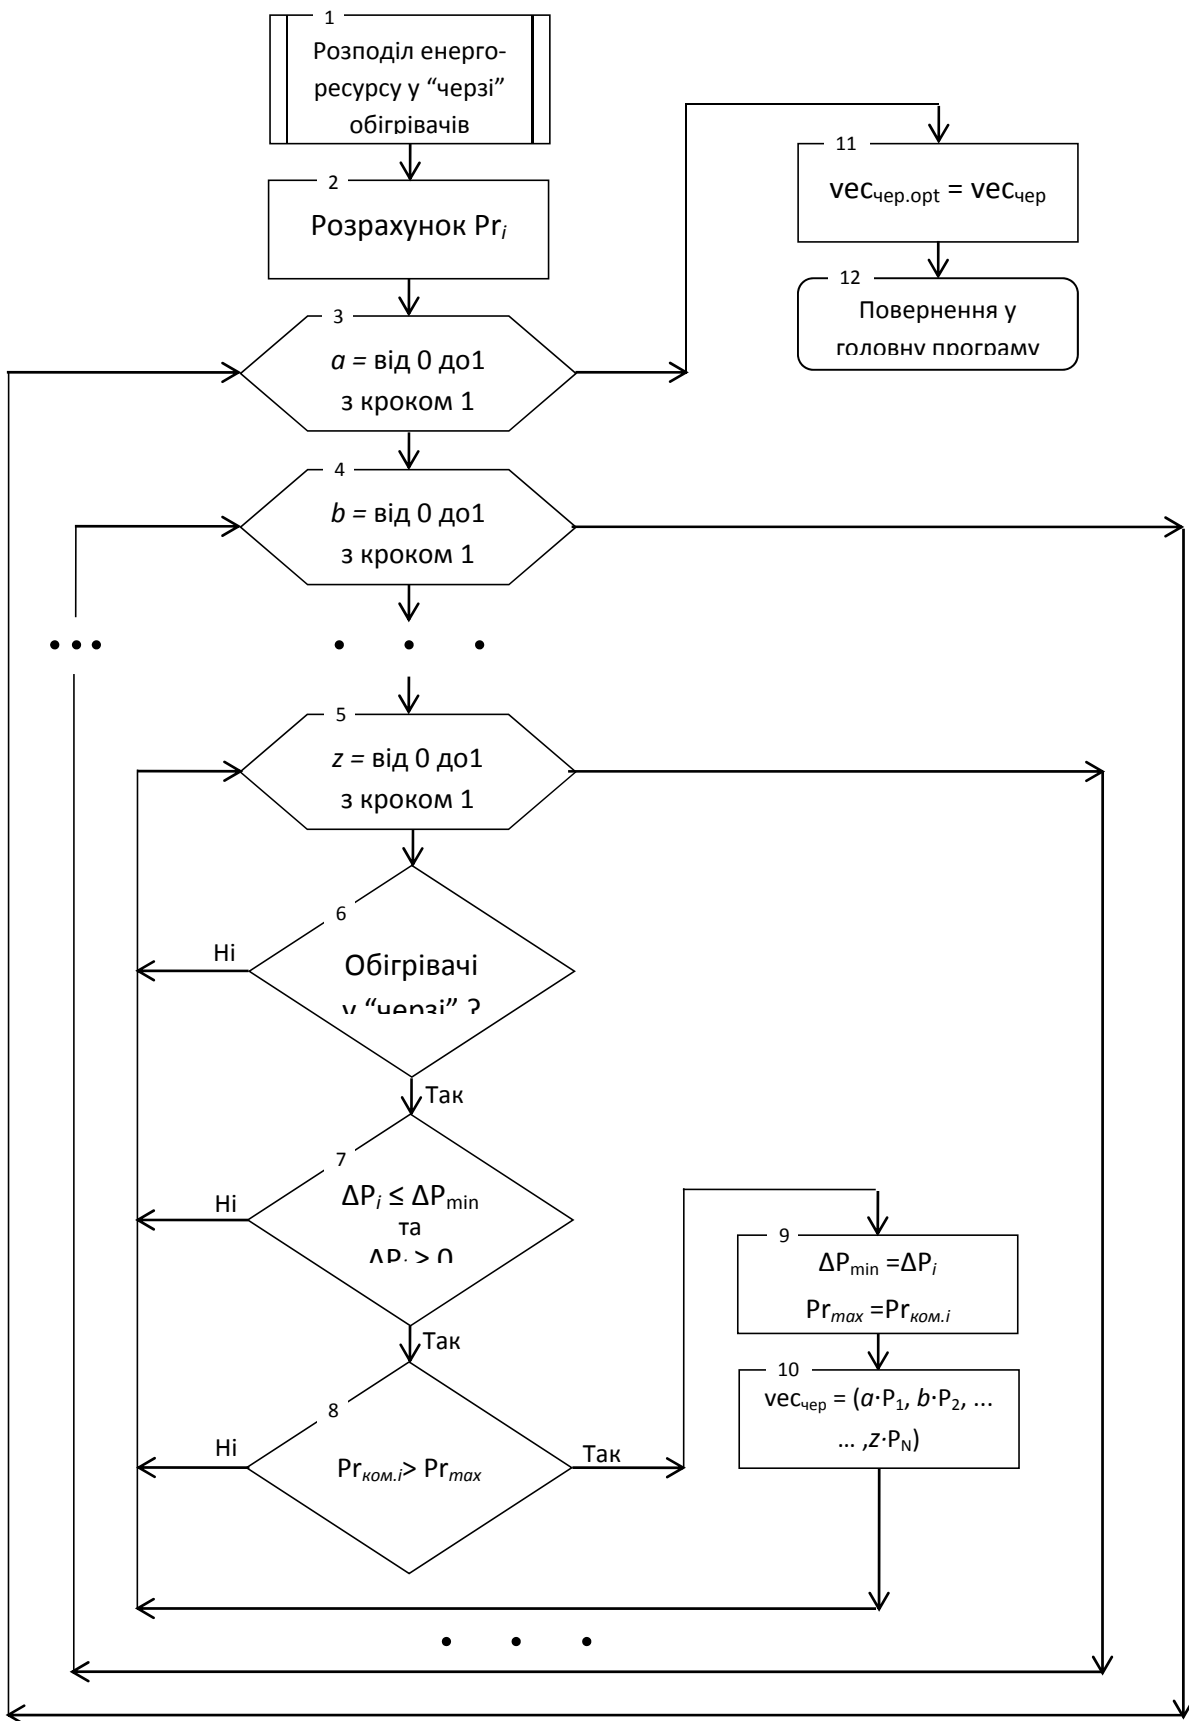 1
Розподіл енерго-
ресурсу у “черзі”
обігрівачів
2
Розрахунок Prᵢ
3
a = від 0 до1
з кроком 1
4
b = від 0 до1
з кроком 1
• • •
• • •
5
z = від 0 до1
з кроком 1
6
Обігрівачі
у “черзі” ?
Ні
Так
7
ΔPᵢ ≤ ΔPmin
та
ΔPᵢ > 0
Ні
Так
8
Prком.i> Prmax
Ні
Так
9
ΔPmin =ΔPᵢ
Prmax =Prком.i
10
vecчер = (a·P₁, b·P₂, ...
... ,z·PN)
• • •
11
vecчер.opt = vecчер
12
Повернення у
головну програму